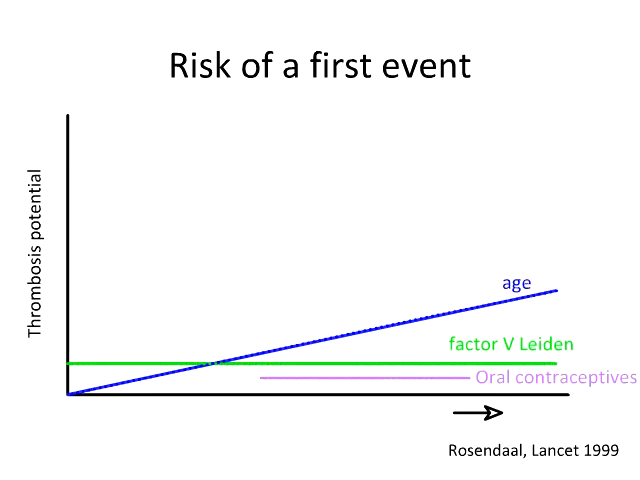 Risk of a first event
Thrombosis potential
age
factor V Leiden
Oral contraceptives
Rosendaal, Lancet 1999